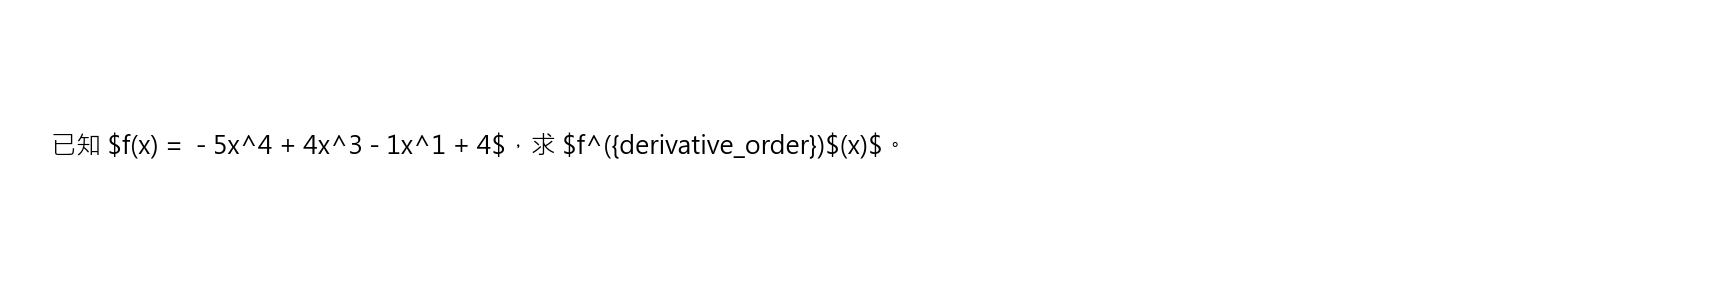 已知 $f(x) =  - 5x^4 + 4x^3 - 1x^1 + 4$，求 $f^({derivative_order})$(x)$。